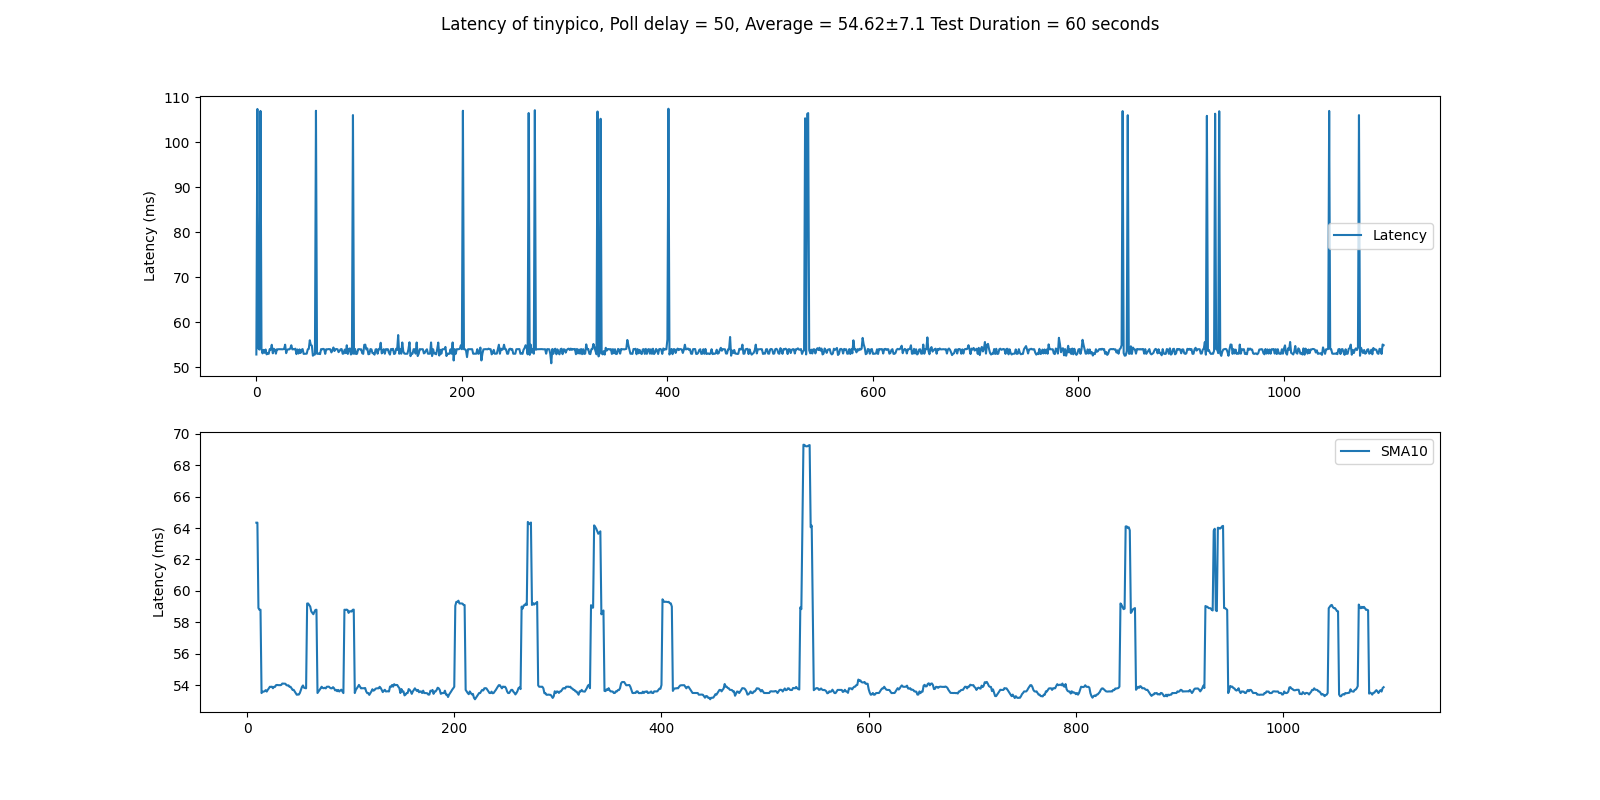 Latency of tinypico, Poll delay = 50, Average = 54.62±7.1 Test Duration = 60 seconds
110
100
90
80
70
60
50
Latency (ms)
Latency
0 200 400 600 800 1000
70
68
66
64
62
60
58
56
54
Latency (ms)
SMA10
0 200 400 600 800 1000